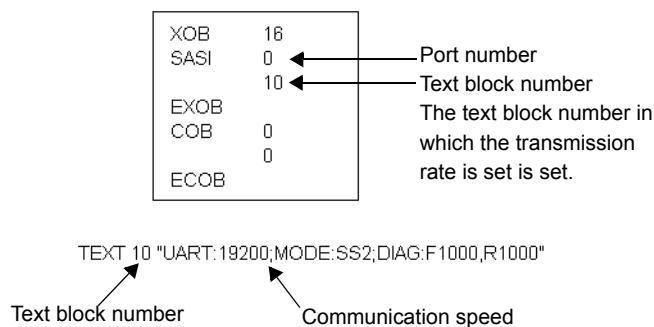 XOB 16
SASI 0
10
EXOB
COB 0
0
ECOB
Port number
Text block number
The text block number in
which the transmission
rate is set is set.
TEXT 10 "UART:19200;MODE:SS2;DIAG:F1000,R1000"
Text block number
Communication speed